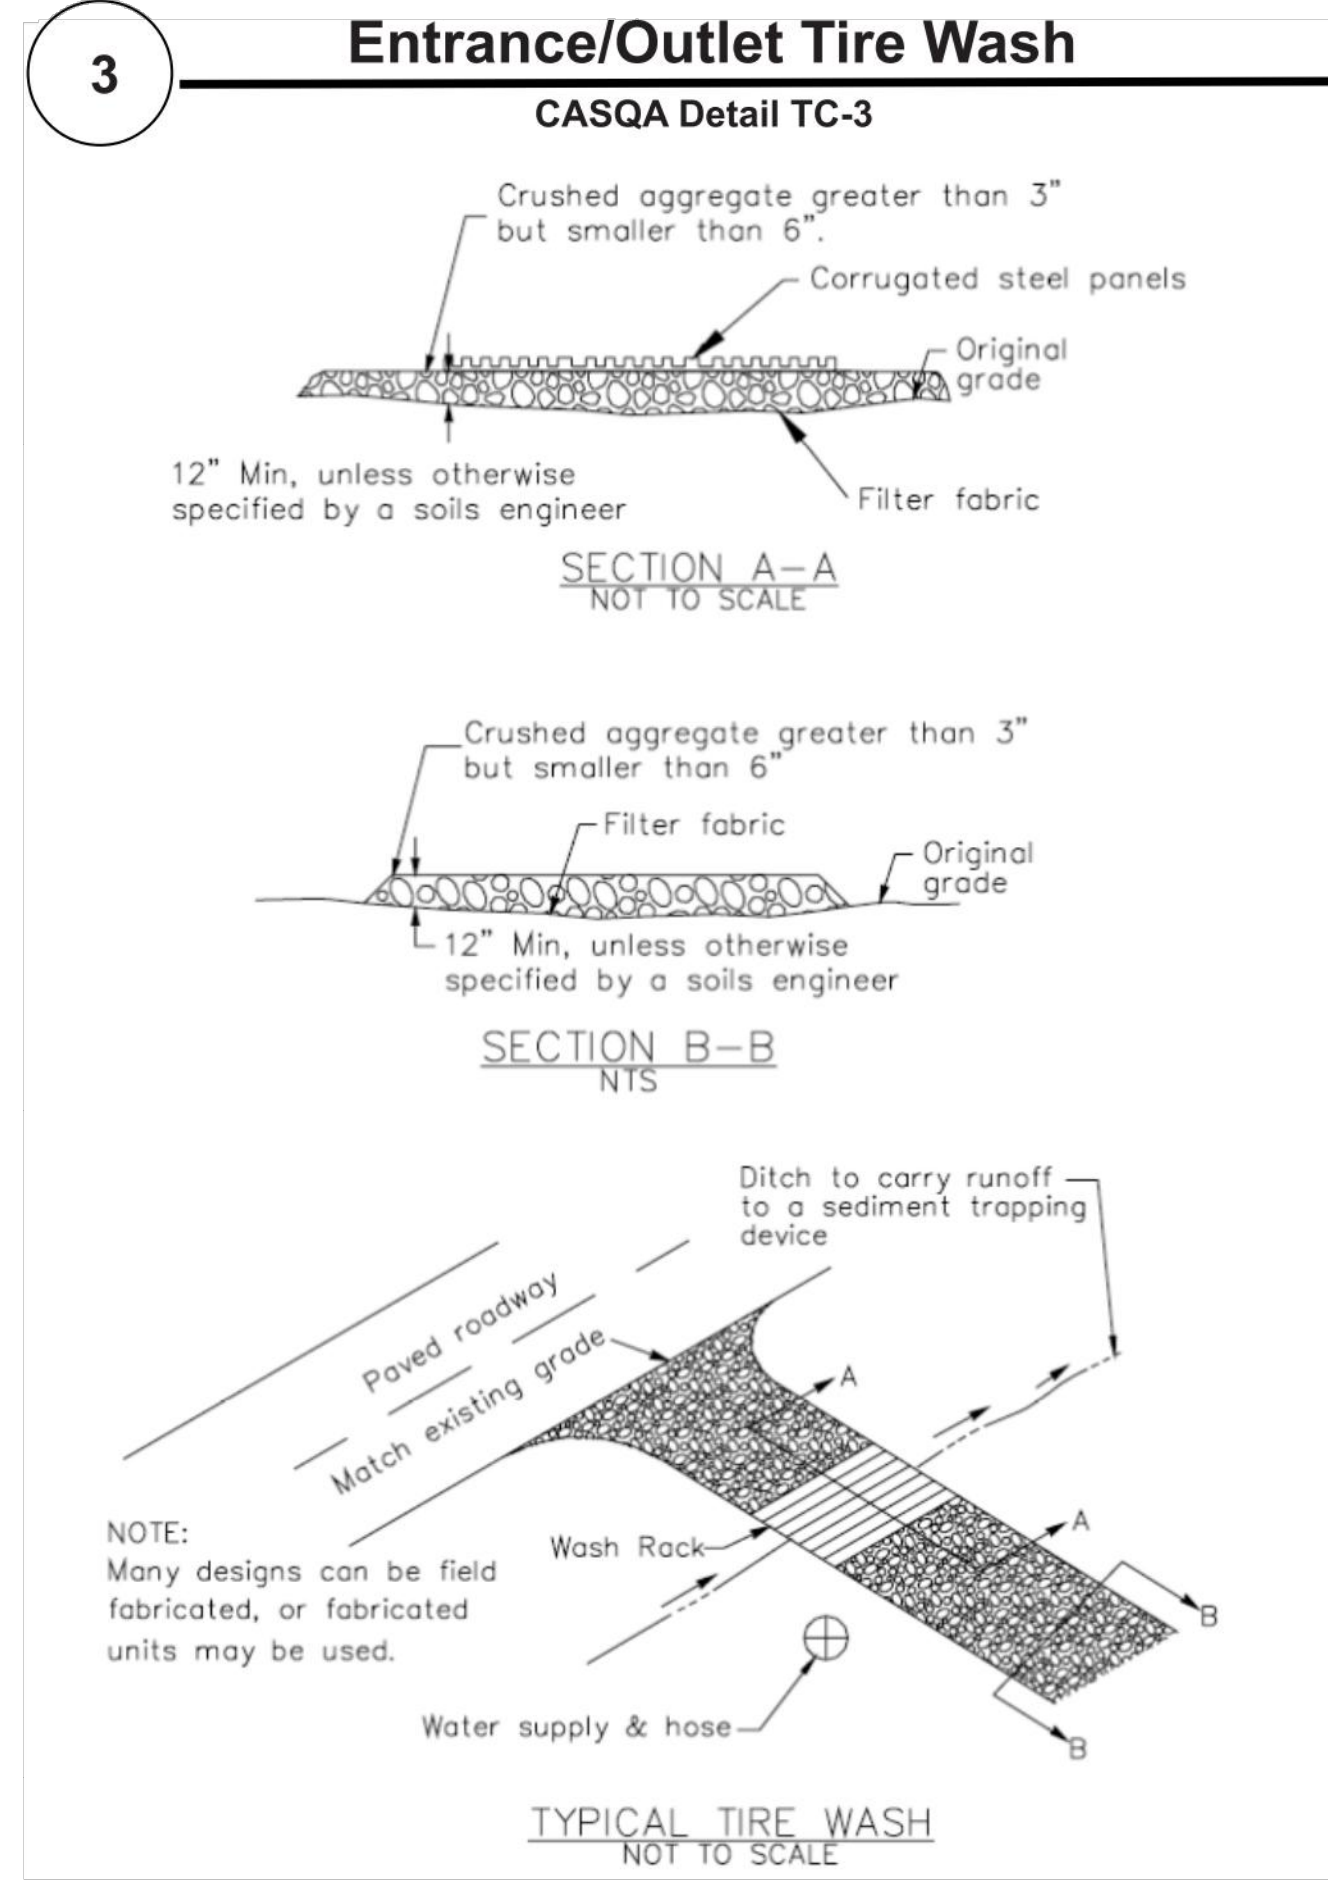 3
Entrance/Outlet Tire Wash
CASQA Detail TC-3
Crushed aggregate greater than 3"
but smaller than 6".
Corrugated steel panels
Original
grade
12" Min, unless otherwise
specified by a soils engineer
Filter fabric
SECTION A-A
NOT TO SCALE
Crushed aggregate greater than 3"
but smaller than 6"
Filter fabric
Original
grade
12" Min, unless otherwise
specified by a soils engineer
SECTION B-B
NTS
Ditch to carry runoff
to a sediment trapping
device
Paved roadway
Match existing grade
A
A
NOTE:
Many designs can be field
fabricated, or fabricated
units may be used.
Wash Rack
B
Water supply & hose
B
TYPICAL TIRE WASH
NOT TO SCALE